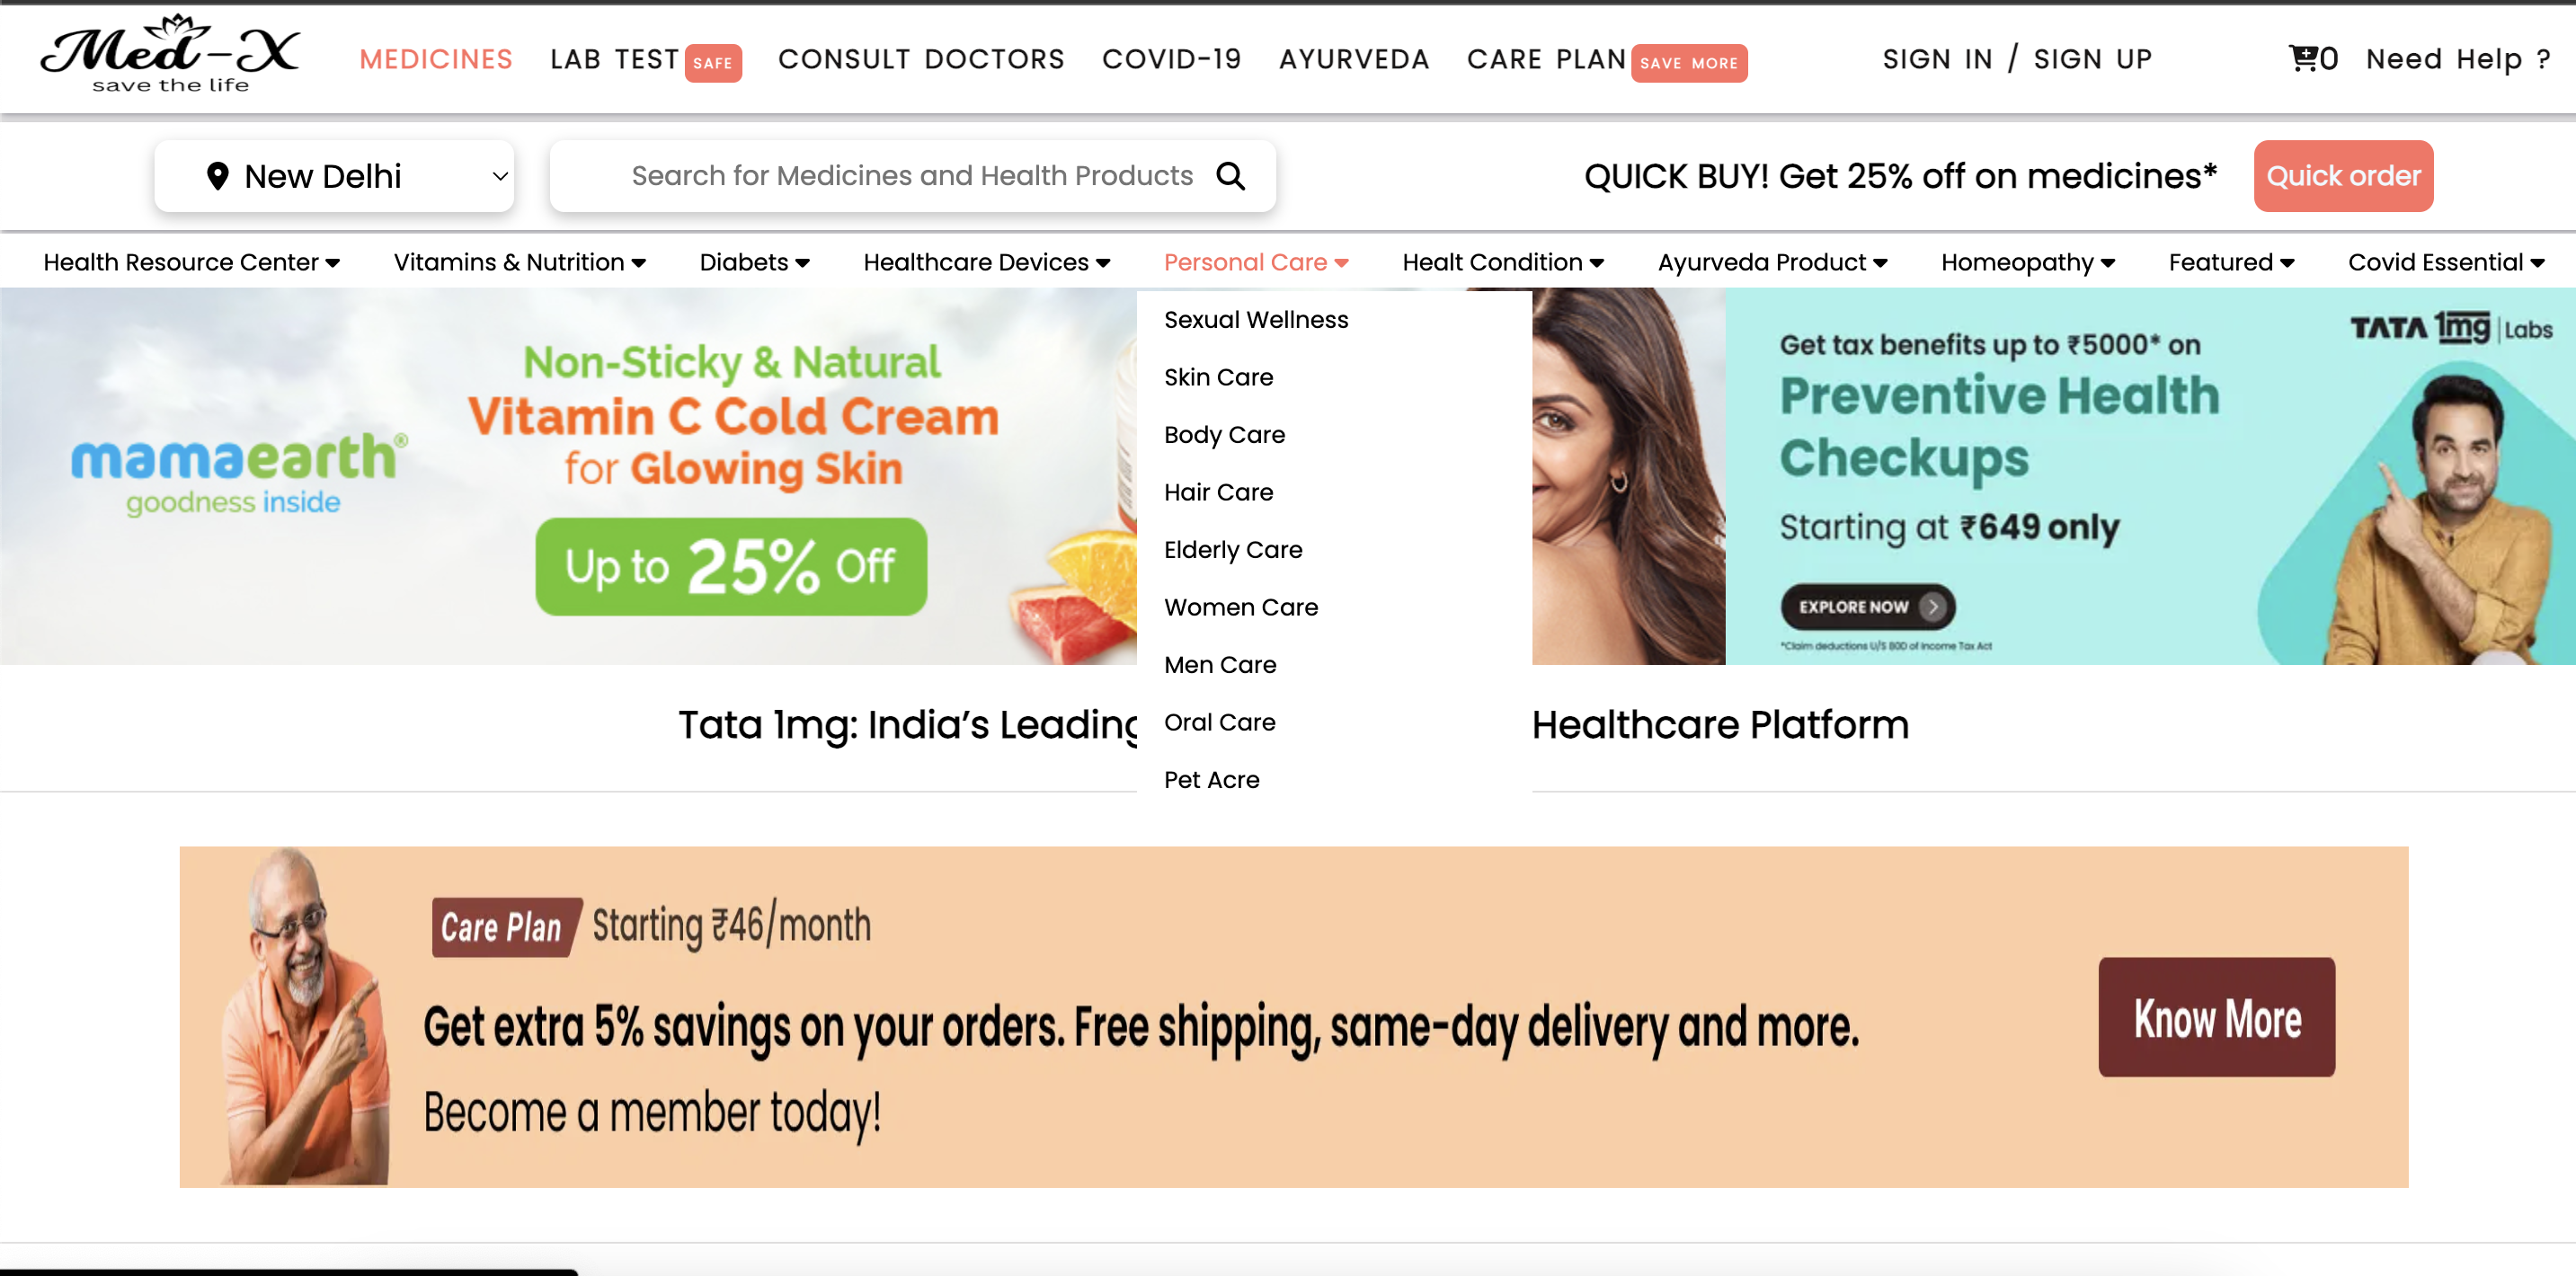 Med-X
save the life
MEDICINES LAB TEST SAFE CONSULT DOCTORS COVID-19 AYURVEDA CARE PLAN SAVE MORE SIGN IN / SIGN UP 0 Need Help ?
New Delhi Search for Medicines and Health Products QUICK BUY! Get 25% off on medicines* Quick order
Health Resource Center Vitamins & Nutrition Diabets Healthcare Devices Personal Care Healt Condition Ayurveda Product Homeopathy Featured Covid Essential
Sexual Wellness
Skin Care
Body Care
Hair Care
Elderly Care
Women Care
Men Care
Oral Care
Pet Acre
mamaearth®
goodness inside
Non-Sticky & Natural
Vitamin C Cold Cream
for Glowing Skin
Up to 25% Off
TATA 1mg | Labs
Get tax benefits up to ₹5000* on
Preventive Health
Checkups
Starting at ₹649 only
EXPLORE NOW
*Claim deductions U/S 80D of Income Tax Act
Tata 1mg: India's Leading Healthcare Platform
Care Plan Starting ₹46/month
Get extra 5% savings on your orders. Free shipping, same-day delivery and more.
Become a member today!
Know More